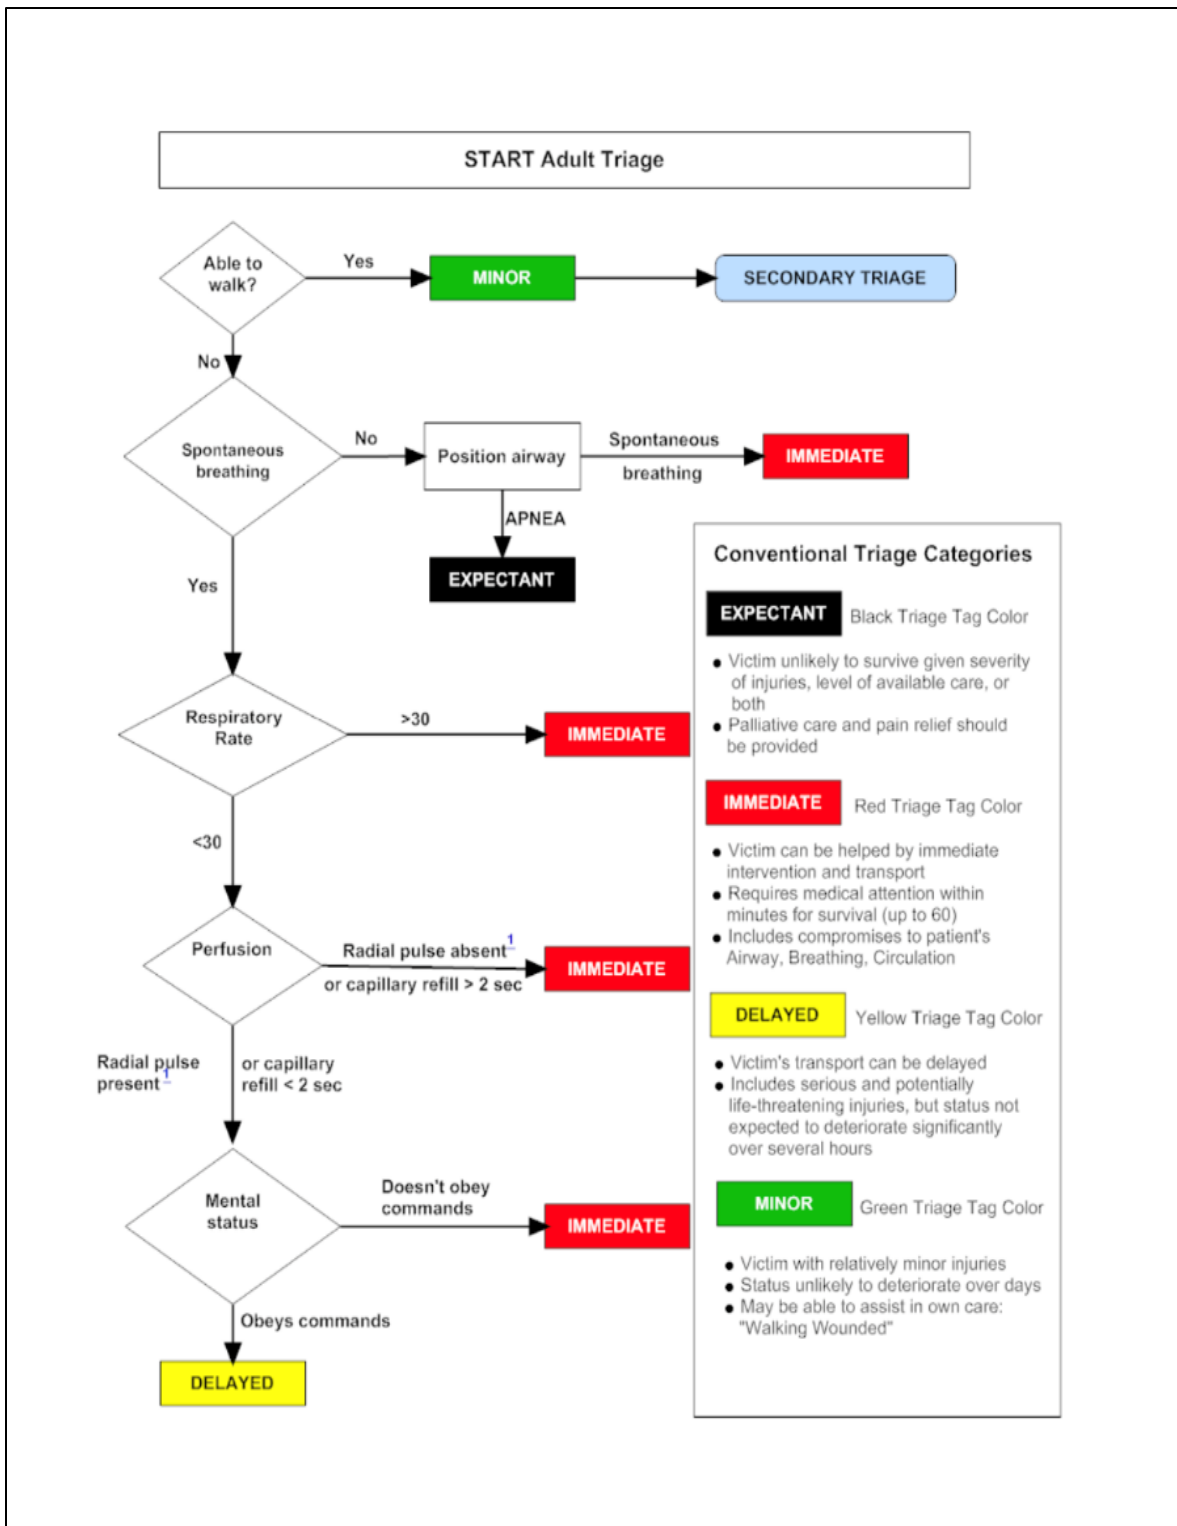 START Adult Triage
Able to
walk?
Yes
MINOR
SECONDARY TRIAGE
No
Spontaneous
breathing
No
Position airway
Spontaneous
breathing
IMMEDIATE
APNEA
EXPECTANT
Yes
Respiratory
Rate
>30
IMMEDIATE
<30
Perfusion
Radial pulse absent 1
or capillary refill > 2 sec
IMMEDIATE
Radial pulse
present 1
or capillary
refill < 2 sec
Mental
status
Doesn't obey
commands
IMMEDIATE
Obeys commands
DELAYED
Conventional Triage Categories
EXPECTANT Black Triage Tag Color
● Victim unlikely to survive given severity
of injuries, level of available care, or
both
● Palliative care and pain relief should
be provided
IMMEDIATE Red Triage Tag Color
● Victim can be helped by immediate
intervention and transport
● Requires medical attention within
minutes for survival (up to 60)
● Includes compromises to patient's
Airway, Breathing, Circulation
DELAYED Yellow Triage Tag Color
● Victim's transport can be delayed
● Includes serious and potentially
life-threatening injuries, but status not
expected to deteriorate significantly
over several hours
MINOR Green Triage Tag Color
● Victim with relatively minor injuries
● Status unlikely to deteriorate over days
● May be able to assist in own care:
"Walking Wounded"